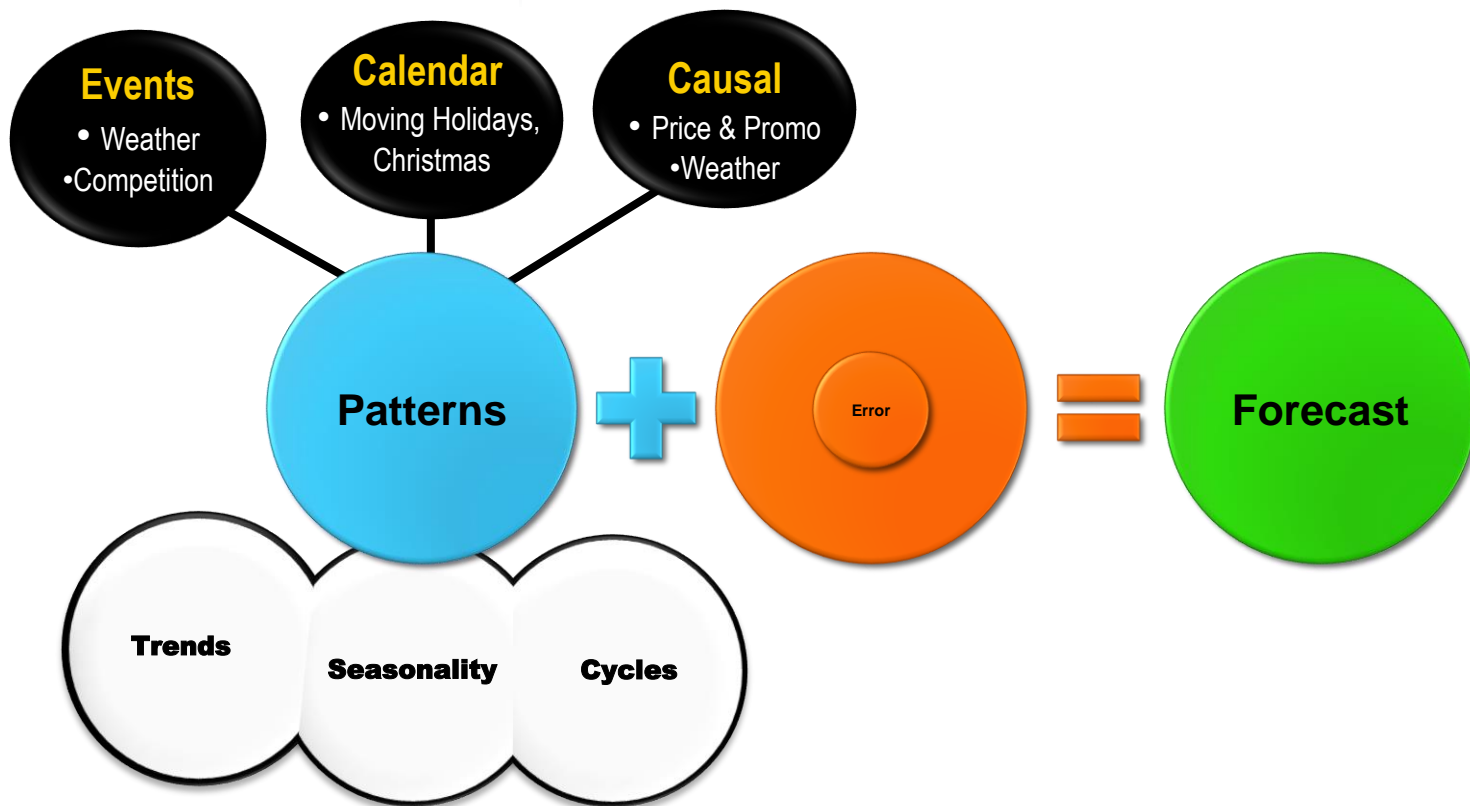 Events
• Weather
•Competition
Calendar
• Moving Holidays,
Christmas
Causal
• Price & Promo
•Weather
Patterns
Error
Forecast
Trends
Seasonality
Cycles